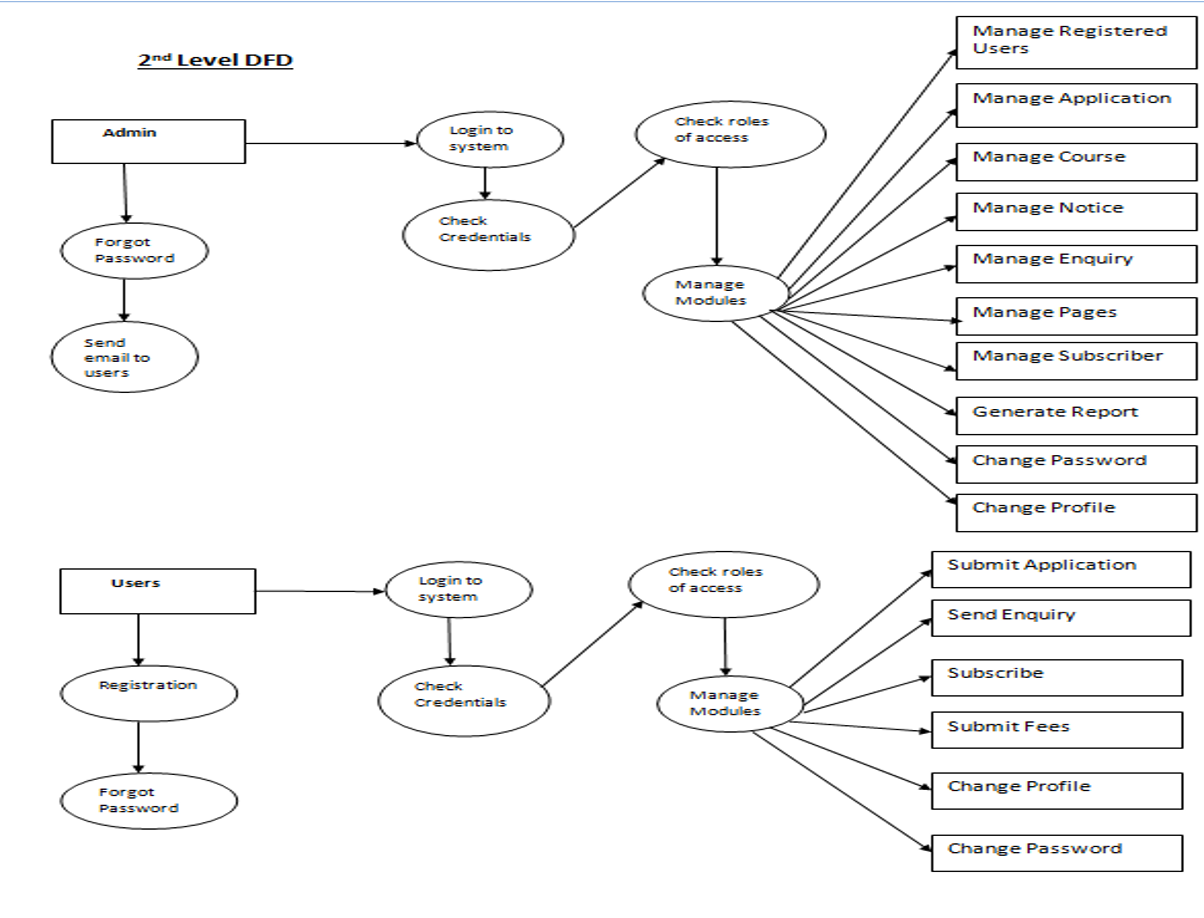 2nd Level DFD
Admin
Login to
system
Check roles
of access
Check
Credentials
Forgot
Password
Send
email to
users
Manage
Modules
Manage Registered
Users
Manage Application
Manage Course
Manage Notice
Manage Enquiry
Manage Pages
Manage Subscriber
Generate Report
Change Password
Change Profile
Users
Login to
system
Check roles
of access
Check
Credentials
Registration
Forgot
Password
Manage
Modules
Submit Application
Send Enquiry
Subscribe
Submit Fees
Change Profile
Change Password